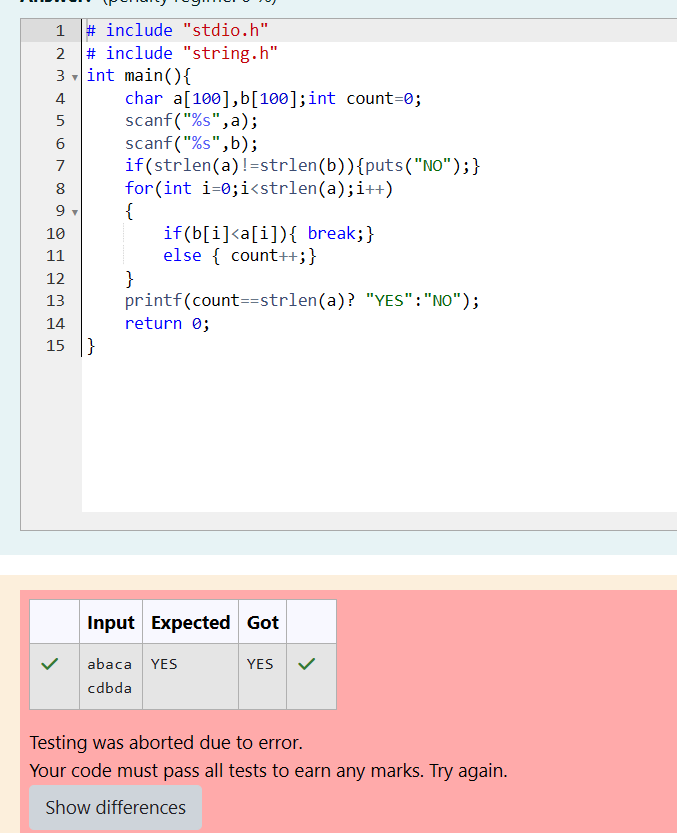 Answer: (penalty regime: 0 %)
1 # include "stdio.h"
2 # include "string.h"
3 int main(){
4 char a[100],b[100];int count=0;
5 scanf("%s",a);
6 scanf("%s",b);
7 if(strlen(a)!=strlen(b)){puts("NO");}
8 for(int i=0;i<strlen(a);i++)
9 {
10 if(b[i]<a[i]){ break;}
11 else { count++;}
12 }
13 printf(count==strlen(a)? "YES":"NO");
14 return 0;
15 }
Input Expected Got
abaca YES YES
cdbda
Testing was aborted due to error.
Your code must pass all tests to earn any marks. Try again.
Show differences